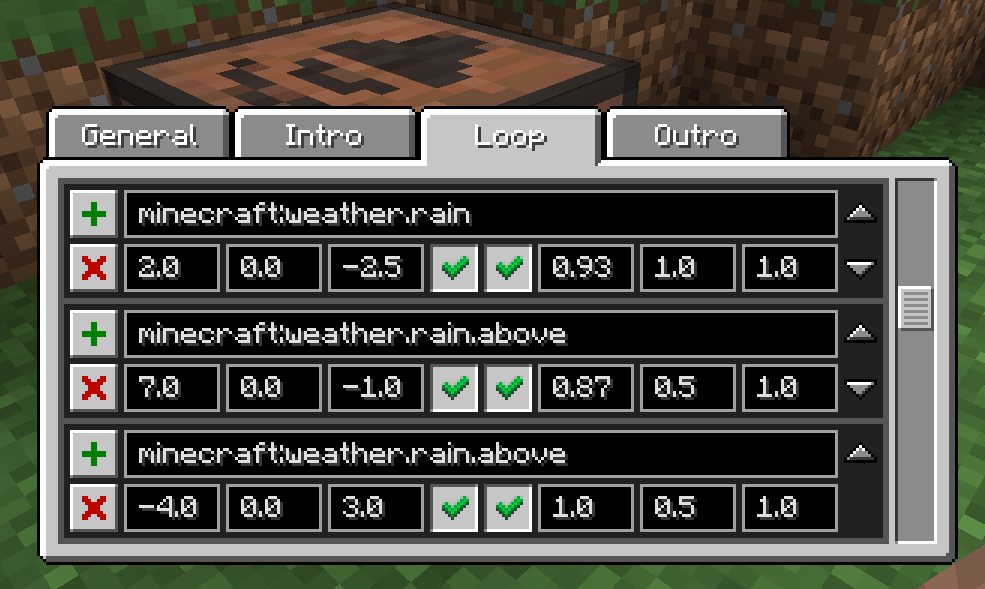 General Intro Loop Outro
minecraft:weather.rain
2.0 0.0 -2.5 0.93 1.0 1.0
minecraft:weather.rain.above
7.0 0.0 -1.0 0.87 0.5 1.0
minecraft:weather.rain.above
-4.0 0.0 3.0 1.0 0.5 1.0